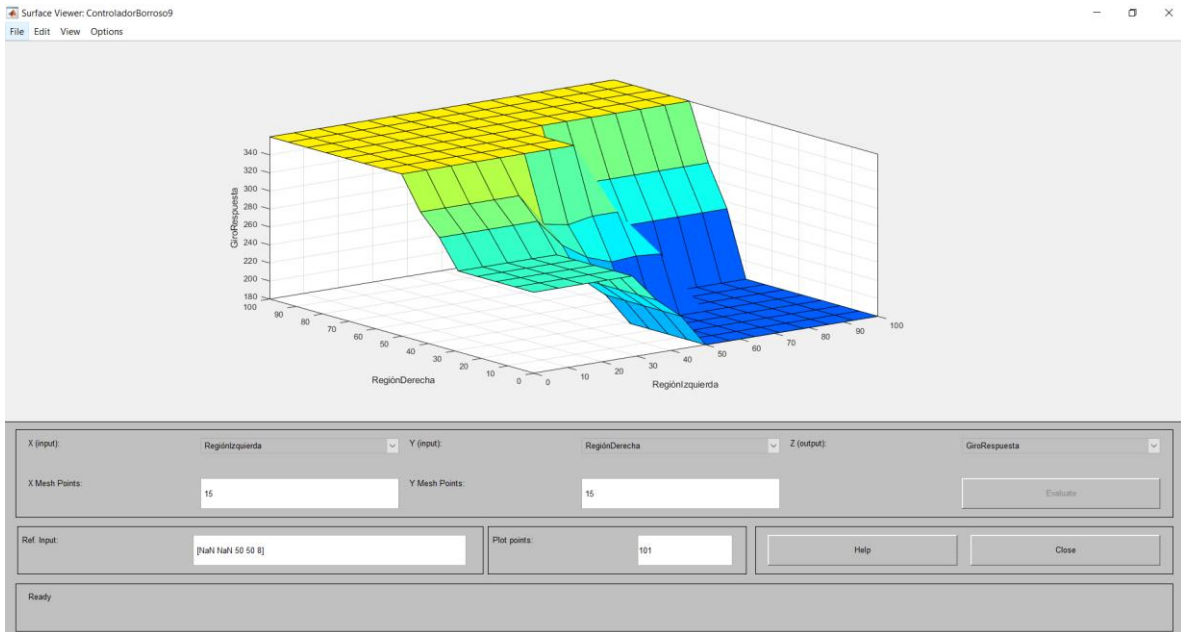 Surface Viewer: ControladorBorroso9
File Edit View Options
340
320
300
280
260
240
220
200
180
GiroRespuesta
100
90
80
70
60
50
40
30
20
10
0
RegiónDerecha
0
10
20
30
40
50
60
70
80
90
100
RegiónIzquierda
X (input):
RegiónIzquierda
Y (input):
RegiónDerecha
Z (output):
GiroRespuesta
X Mesh Points:
15
Y Mesh Points:
15
Evaluate
Ref. Input:
[NaN NaN 50 50 8]
Plot points:
101
Help
Close
Ready